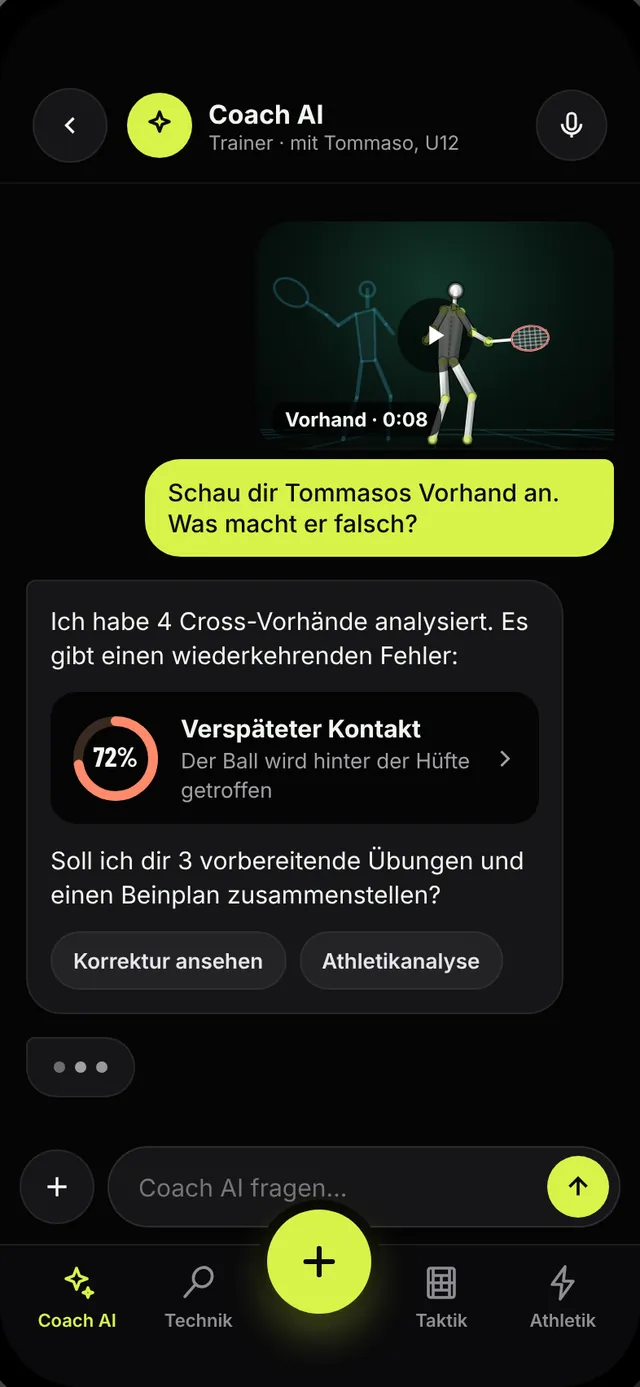 Coach AI
Trainer · mit Tommaso, U12
Vorhand · 0:08
Schau dir Tommasos Vorhand an.
Was macht er falsch?
Ich habe 4 Cross-Vorhände analysiert. Es
gibt einen wiederkehrenden Fehler:
72%
Verspäteter Kontakt
Der Ball wird hinter der Hüfte
getroffen
Soll ich dir 3 vorbereitende Übungen und
einen Beinplan zusammenstellen?
Korrektur ansehen
Athletikanalyse
Coach AI fragen...
Coach AI
Technik
Taktik
Athletik